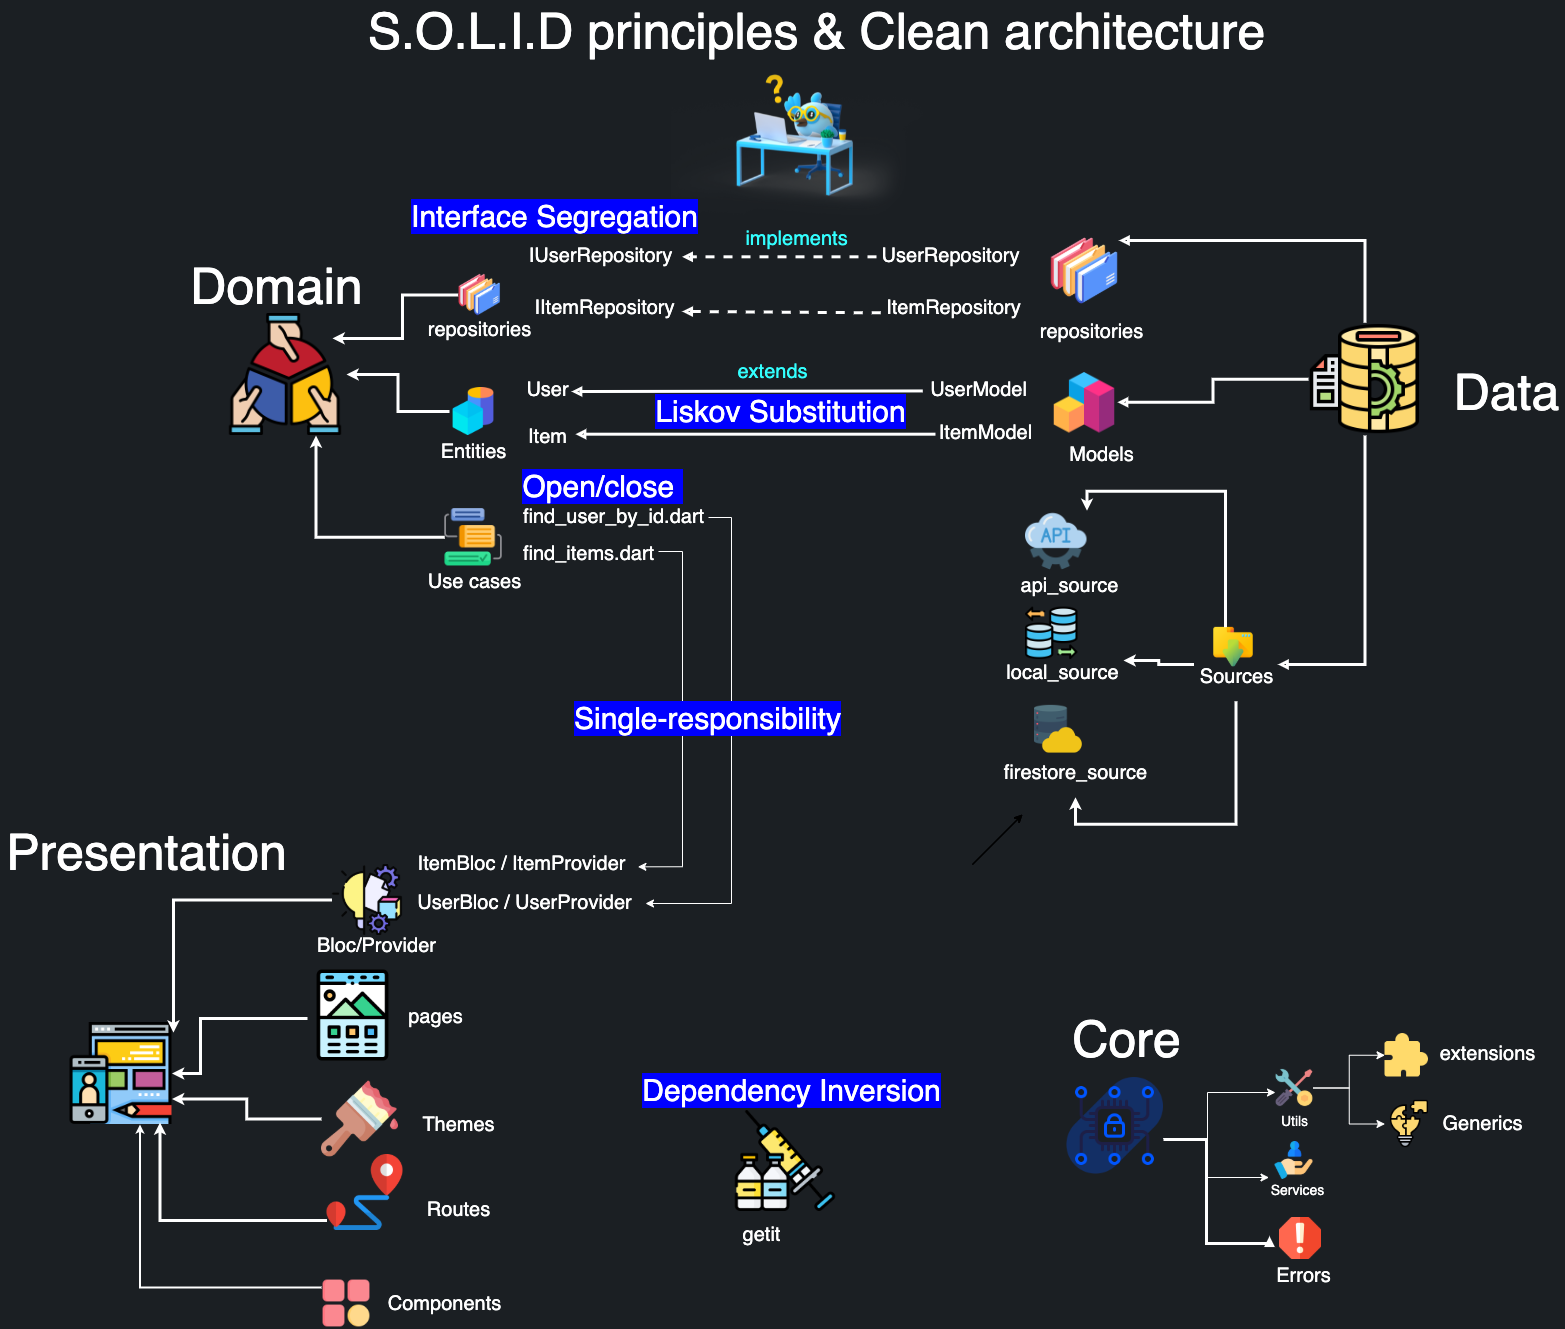 S.O.L.I.D principles & Clean architecture
?
Interface Segregation
implements
IUserRepository
UserRepository
Domain
IItemRepository
ItemRepository
repositories
repositories
extends
User
UserModel
Data
Liskov Substitution
Item
ItemModel
Entities
Models
Open/close
find_user_by_id.dart
API
find_items.dart
Use cases
api_source
local_source
Sources
Single-responsibility
firestore_source
Presentation
ItemBloc / ItemProvider
UserBloc / UserProvider
Bloc/Provider
pages
Core
extensions
Dependency Inversion
Utils
Themes
Generics
Services
Routes
getit
!
Errors
Components